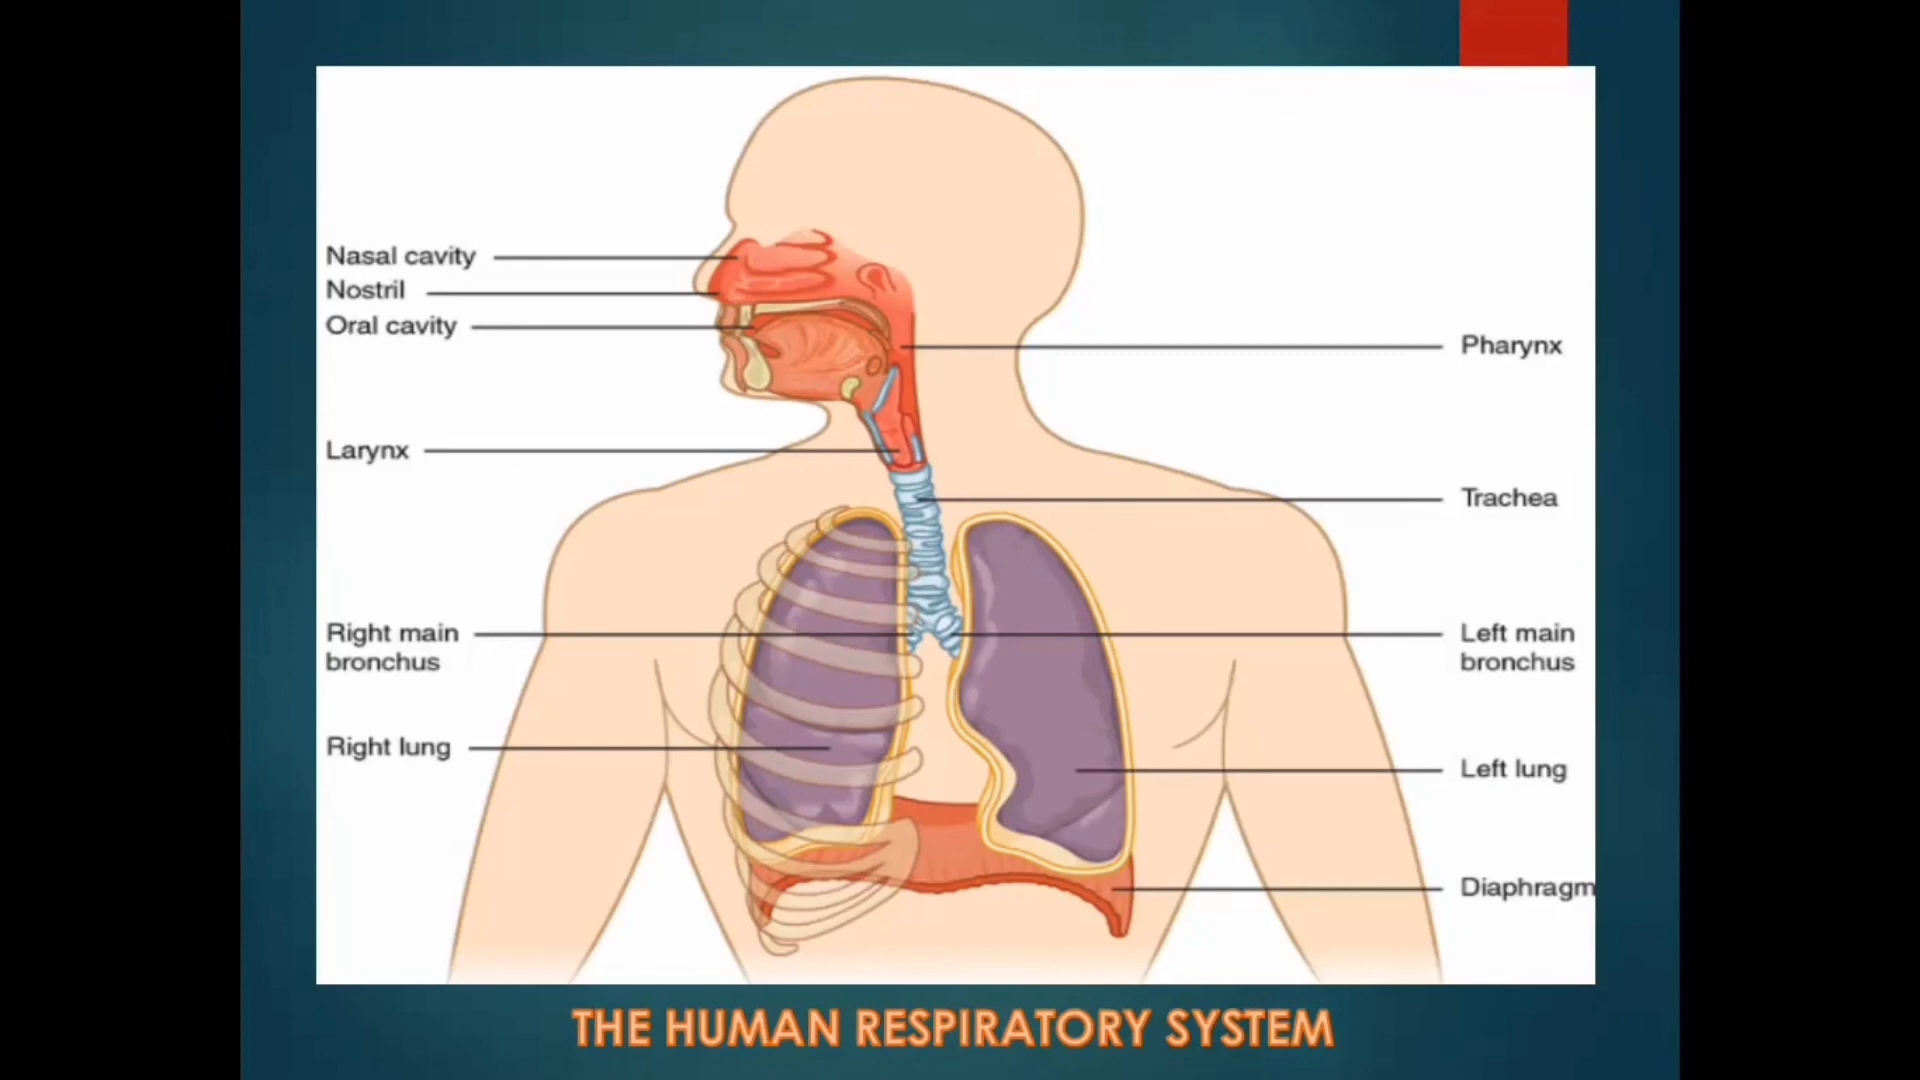 Nasal cavity
Nostril
Oral cavity
Larynx
Right main
bronchus
Right lung
Pharynx
Trachea
Left main
bronchus
Left lung
Diaphragm
THE HUMAN RESPIRATORY SYSTEM